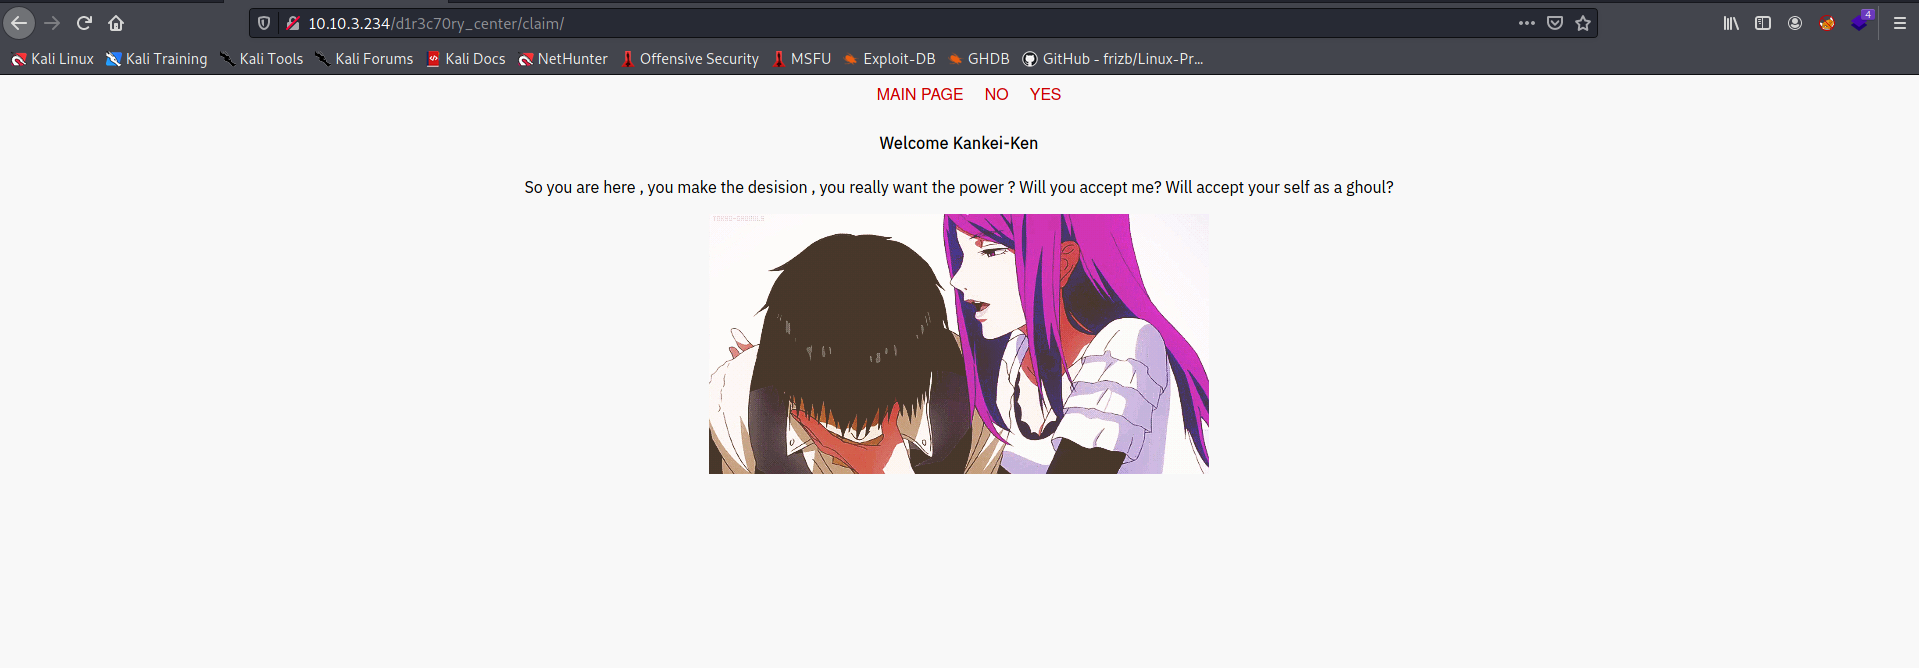 10.10.3.234/d1r3c70ry_center/claim/
4
Kali Linux Kali Training Kali Tools Kali Forums Kali Docs NetHunter Offensive Security MSFU Exploit-DB GHDB GitHub - frizb/Linux-Pr...
MAIN PAGE NO YES
Welcome Kankei-Ken
So you are here , you make the desision , you really want the power ? Will you accept me? Will accept your self as a ghoul?